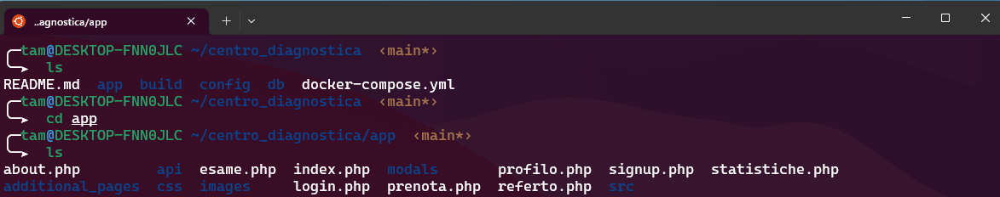 ..agnostica/app
tam@DESKTOP-FNN0JLC ~/centro_diagnostica ‹main*›
ls
README.md app build config db docker-compose.yml
tam@DESKTOP-FNN0JLC ~/centro_diagnostica ‹main*›
cd app
tam@DESKTOP-FNN0JLC ~/centro_diagnostica/app ‹main*›
ls
about.php api esame.php index.php modals profilo.php signup.php statistiche.php
additional_pages css images login.php prenota.php referto.php src